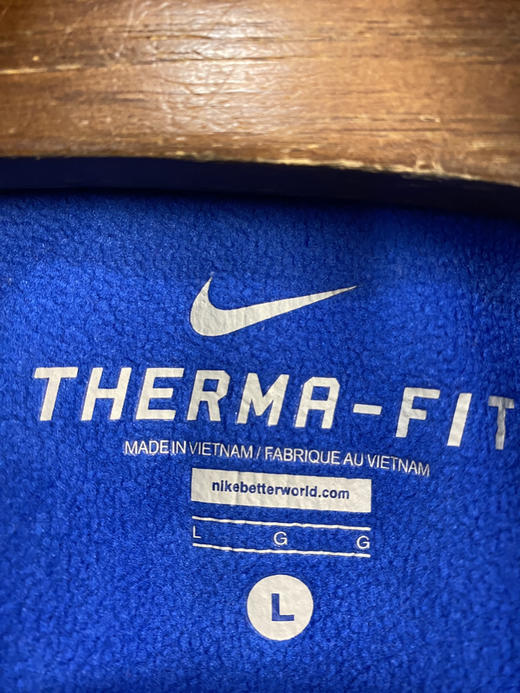 THERMA-FIT
MADE IN VIETNAM / FABRIQUE AU VIETNAM
nikebetterworld.com
L G G
L